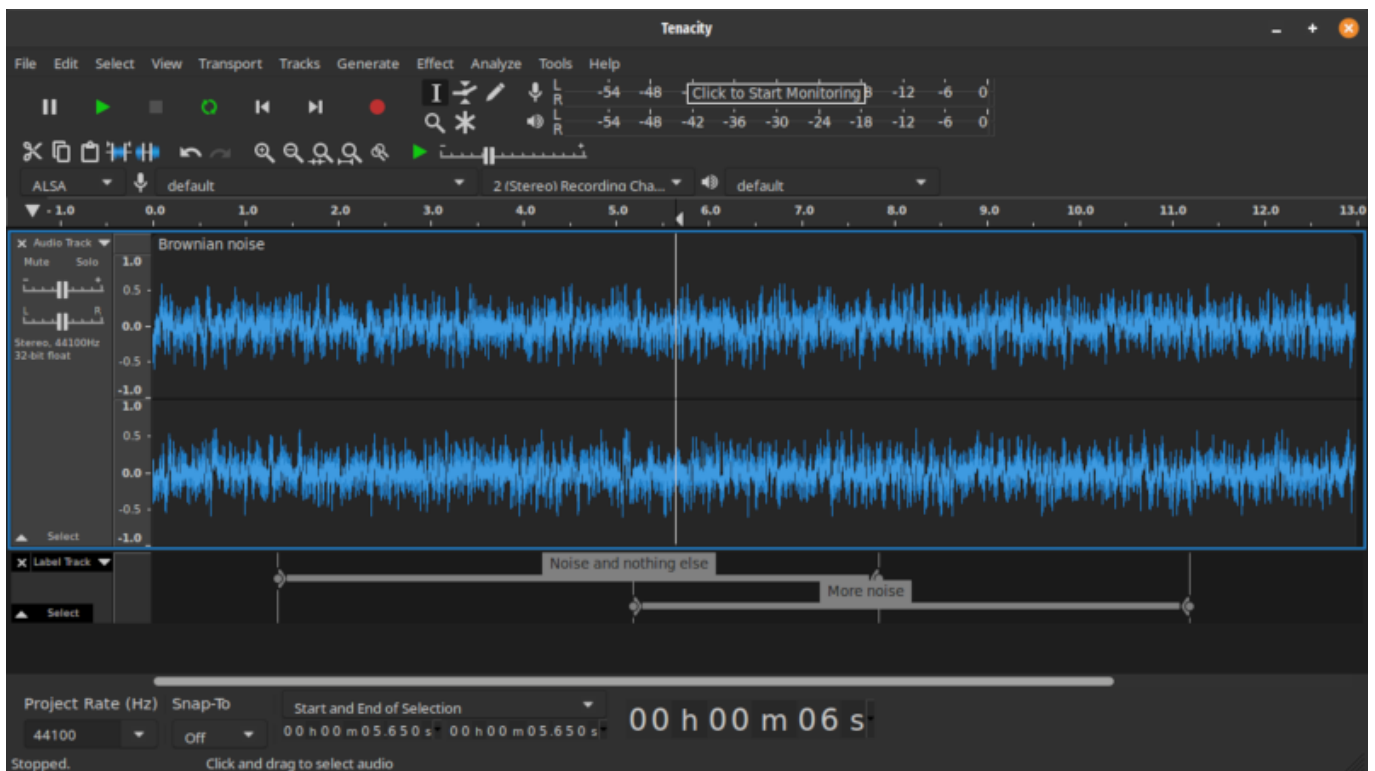 Tenacity
File Edit Select View Transport Tracks Generate Effect Analyze Tools Help
L
R
-54 -48 - Click to Start Monitoring 8 -12 -6 0
L
R
-54 -48 -42 -36 -30 -24 -18 -12 -6 0
ALSA default 2 (Stereo) Recording Cha... default
- 1.0 0.0 1.0 2.0 3.0 4.0 5.0 6.0 7.0 8.0 9.0 10.0 11.0 12.0 13.0
x Audio Track Brownian noise
Mute Solo 1.0
- + 0.5
L R 0.0
Stereo, 44100Hz
32-bit float -0.5
-1.0
1.0
0.5
0.0
-0.5
Select -1.0
x Label Track Noise and nothing else
More noise
Select
Project Rate (Hz) Snap-To Start and End of Selection
44100 Off 00 h 00 m 05.650 s 00 h 00 m 05.650 s 00 h 00 m 06 s
Stopped. Click and drag to select audio